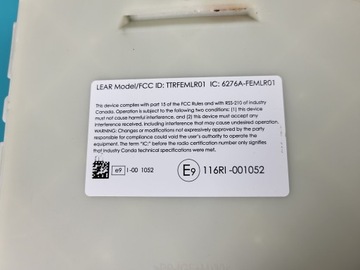 LEAR Model/FCC ID: TTRFEMLR01 IC: 6276A-FEMLR01
This device complies with part 15 of the FCC Rules and with RSS-210 of Industry
Canada. Operation is subject to the following two conditions: (1) this device
must not cause harmful interference, and (2) this device must accept any
interference received, including interference that may cause undesired operation.
WARNING: Changes or modifications not expressively approved by the party
responsible for compliance could void the user's authority to operate the
equipment. The term "IC:" before the radio certification number only signifies
that Industry Canada technical specifications were met.
e9 1-00 1052
E9 116RI -001052